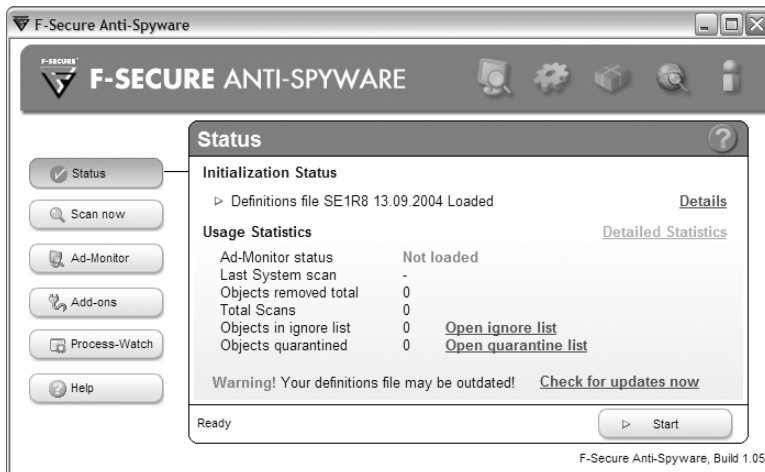 F-Secure Anti-Spyware
F-SECURE
F-SECURE ANTI-SPYWARE
Status
Scan now
Ad-Monitor
Add-ons
Process-Watch
Help
Status
Initialization Status
Definitions file SE1R8 13.09.2004 Loaded Details
Usage Statistics Detailed Statistics
Ad-Monitor status Not loaded
Last System scan -
Objects removed total 0
Total Scans 0
Objects in ignore list 0 Open ignore list
Objects quarantined 0 Open quarantine list
Warning! Your definitions file may be outdated! Check for updates now
Ready Start
F-Secure Anti-Spyware, Build 1.05